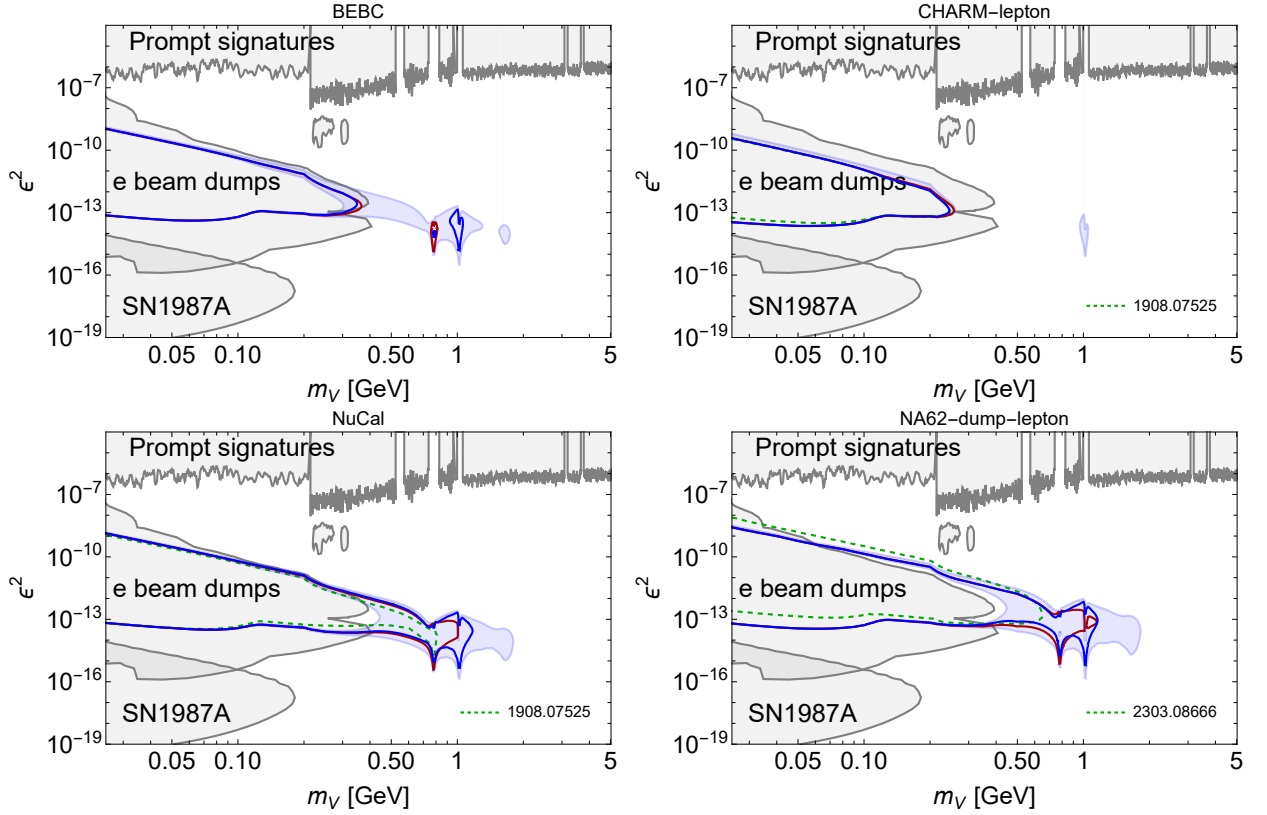 BEBC
Prompt signatures
e beam dumps
SN1987A
ϵ²
10⁻⁷
10⁻¹⁰
10⁻¹³
10⁻¹⁶
10⁻¹⁹
0.05 0.10 0.50 1 5
m_V [GeV]
CHARM−lepton
Prompt signatures
e beam dumps
SN1987A
1908.07525
ϵ²
10⁻⁷
10⁻¹⁰
10⁻¹³
10⁻¹⁶
10⁻¹⁹
0.05 0.10 0.50 1 5
m_V [GeV]
NuCal
Prompt signatures
e beam dumps
SN1987A
1908.07525
ϵ²
10⁻⁷
10⁻¹⁰
10⁻¹³
10⁻¹⁶
10⁻¹⁹
0.05 0.10 0.50 1 5
m_V [GeV]
NA62−dump−lepton
Prompt signatures
e beam dumps
SN1987A
2303.08666
ϵ²
10⁻⁷
10⁻¹⁰
10⁻¹³
10⁻¹⁶
10⁻¹⁹
0.05 0.10 0.50 1 5
m_V [GeV]